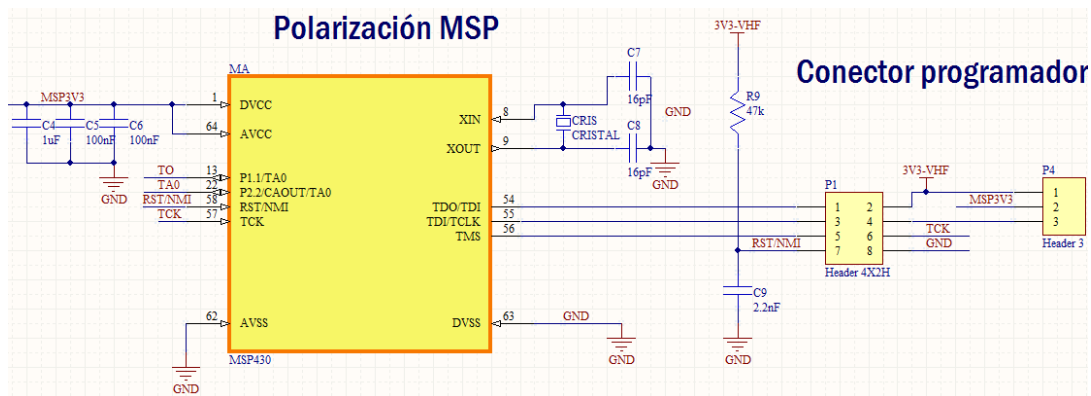 Polarización MSP
Conector programador
MSP3V3
C4
1uF
C5
100nF
C6
100nF
GND
MA
1
DVCC
64
AVCC
TO
13
P1.1/TA0
TA0
22
P2.2/CAOUT/TA0
RST/NMI
58
RST/NMI
TCK
57
TCK
62
AVSS
GND
MSP430
XIN
8
XOUT
9
TDO/TDI
54
TDI/TCLK
55
TMS
56
DVSS
63
GND
GND
CRIS
CRISTAL
C7
16pF
GND
C8
16pF
GND
3V3-VHF
R9
47k
RST/NMI
C9
2.2nF
GND
P1
1 2
3 4
5 6
7 8
Header 4X2H
3V3-VHF
MSP3V3
TCK
GND
P4
1
2
3
Header 3